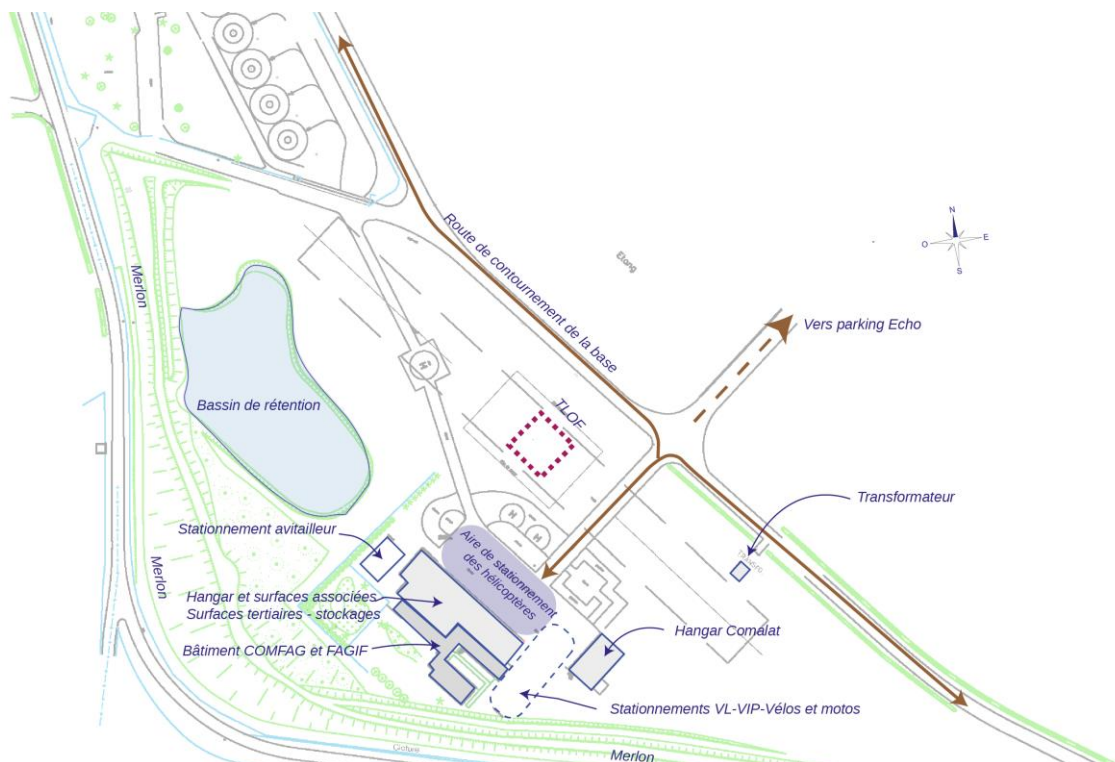 N
O
E
S
Route de contournement de la base
Etang
Merlon
Vers parking Echo
TLOF
H
Bassin de rétention
Transformateur
TRANSFO
Stationnement avitailleur
H
H
Aire de stationnement
des hélicoptères
Merlon
Hangar et surfaces associées
Surfaces tertiaires - stockages
Hangar Comalat
Bâtiment COMFAG et FAGIF
Stationnements VL-VIP-Vélos et motos
Cloture
Merlon